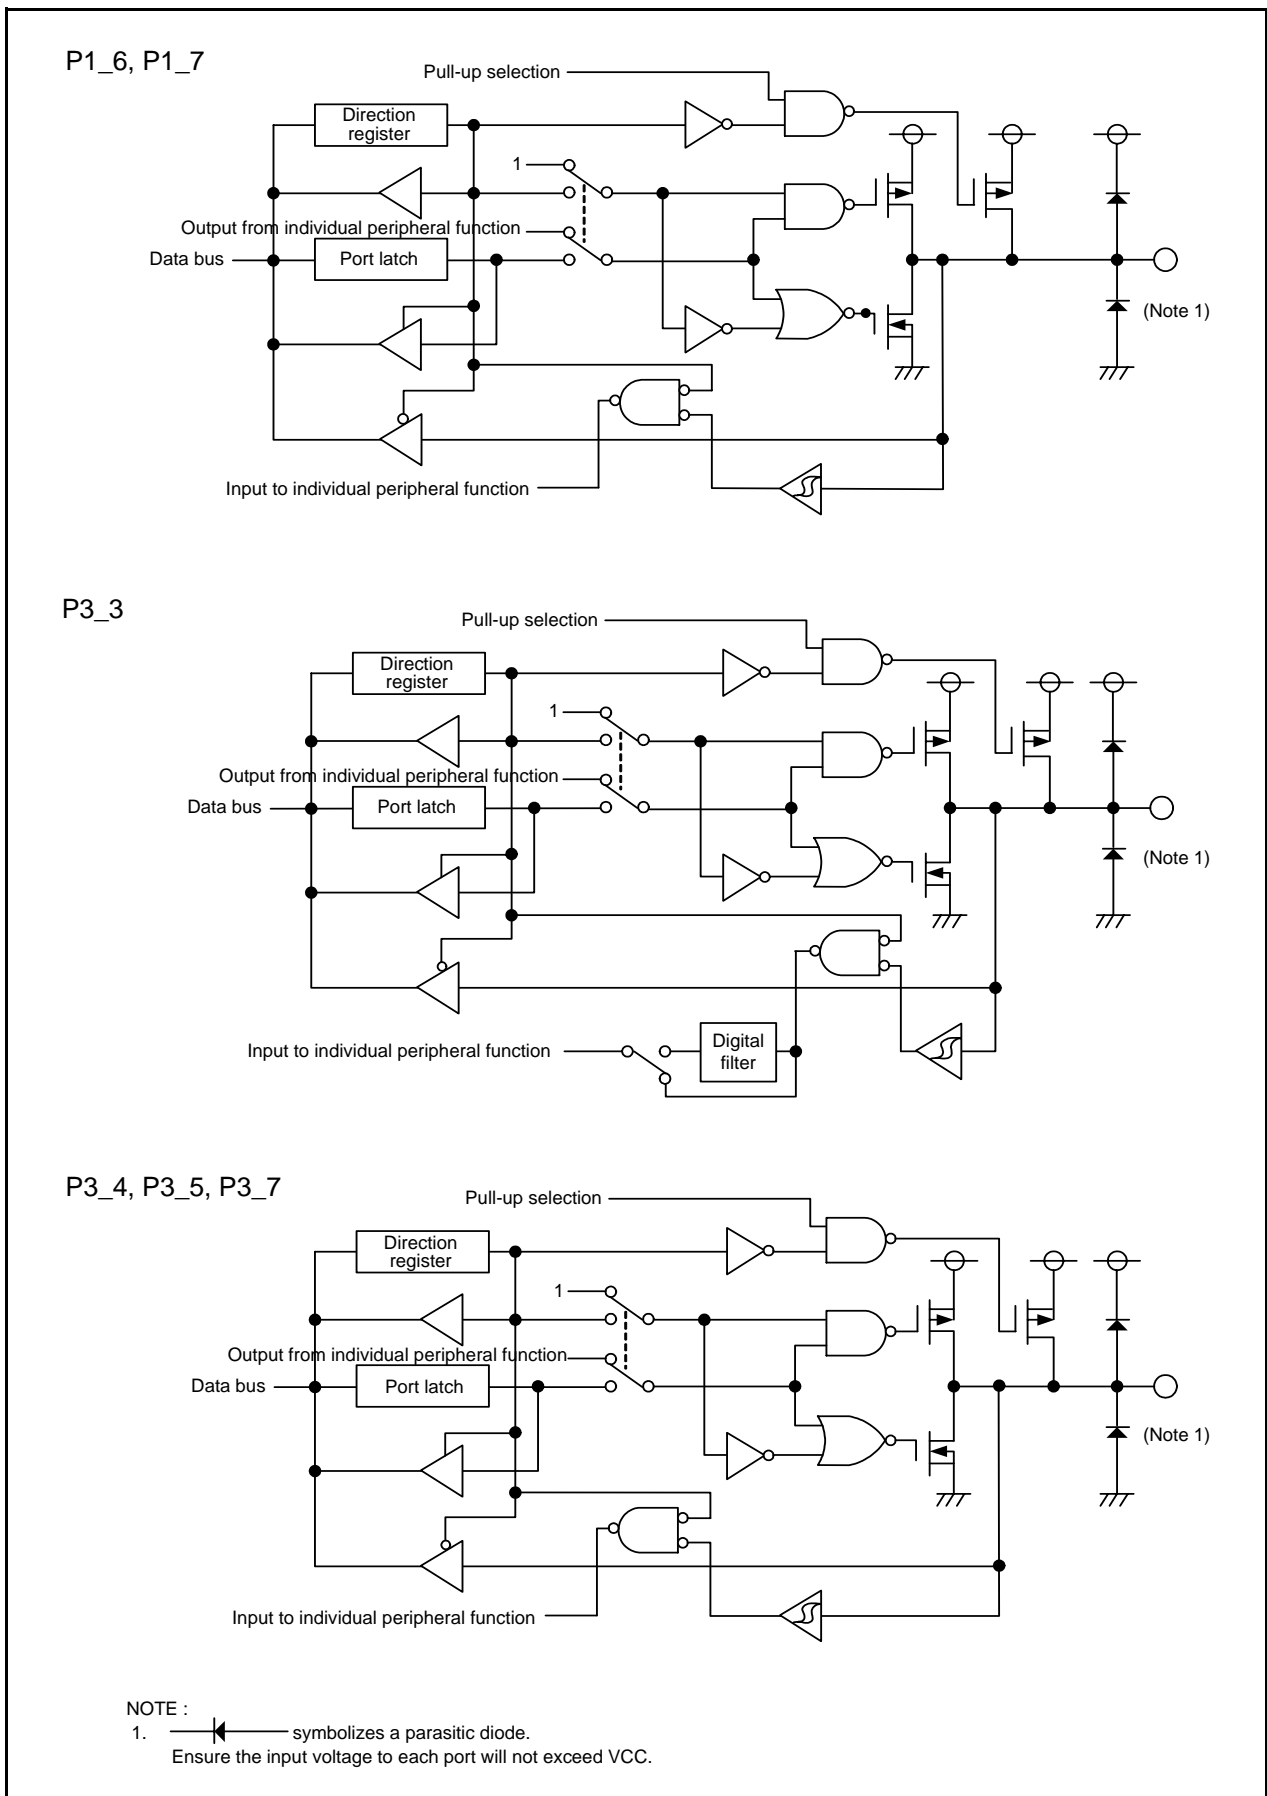 P1_6, P1_7
Pull-up selection
Direction
register
1
Output from individual peripheral function
Data bus
Port latch
(Note 1)
Input to individual peripheral function
P3_3
Pull-up selection
Direction
register
1
Output from individual peripheral function
Data bus
Port latch
(Note 1)
Input to individual peripheral function
Digital
filter
P3_4, P3_5, P3_7
Pull-up selection
Direction
register
1
Output from individual peripheral function
Data bus
Port latch
(Note 1)
Input to individual peripheral function
NOTE :
1. symbolizes a parasitic diode.
Ensure the input voltage to each port will not exceed VCC.